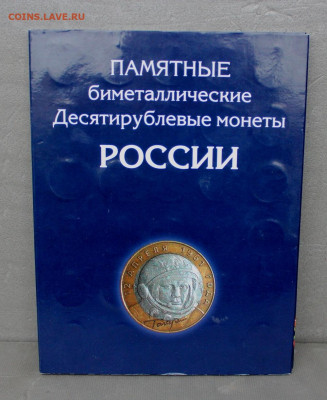 COINS.LAVE.RU
ПАМЯТНЫЕ
биметаллические
Десятирублевые монеты
РОССИИ